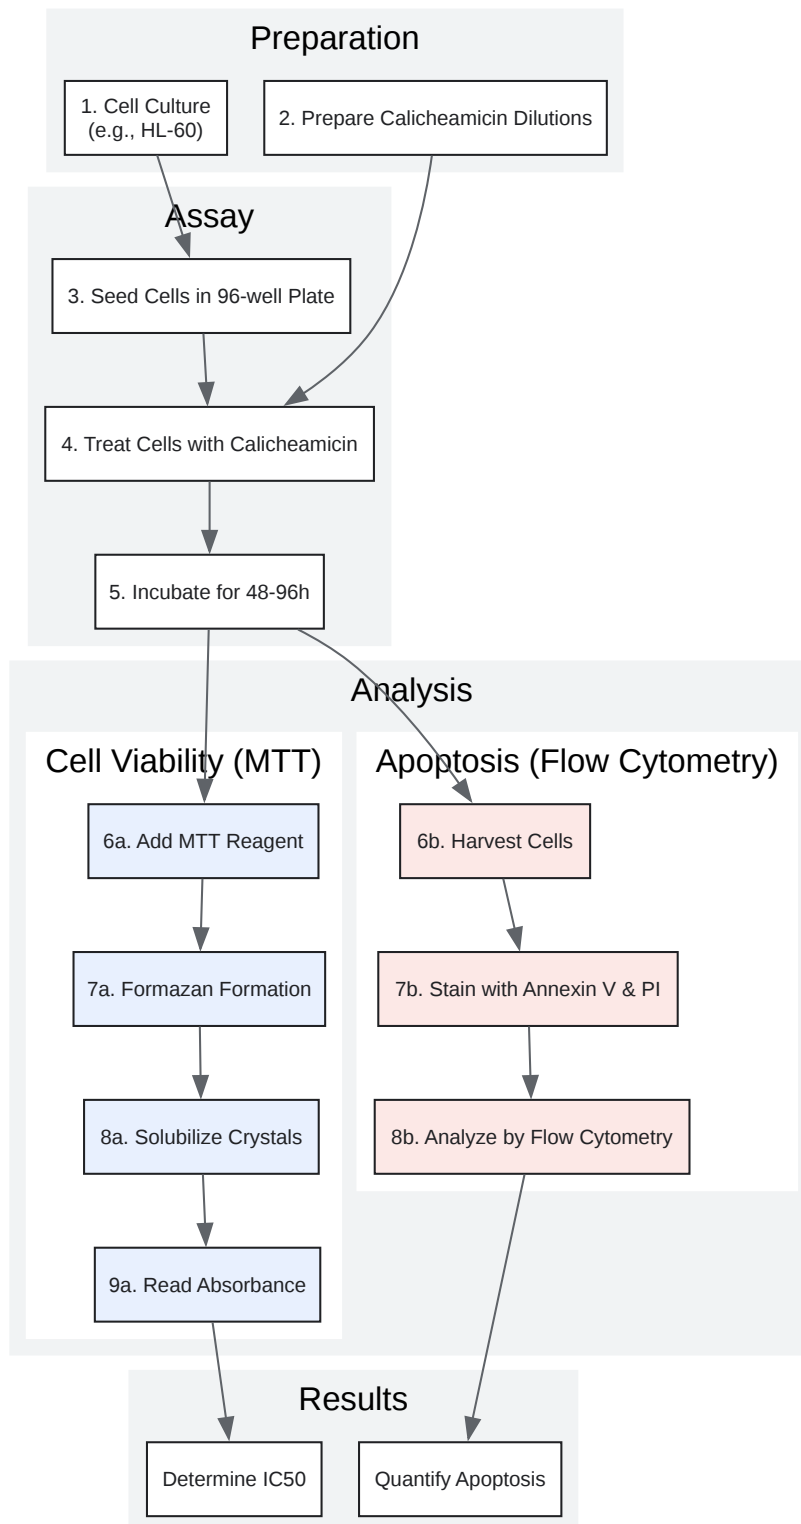 Preparation
1. Cell Culture
(e.g., HL-60)
2. Prepare Calicheamicin Dilutions
Assay
3. Seed Cells in 96-well Plate
4. Treat Cells with Calicheamicin
5. Incubate for 48-96h
Analysis
Cell Viability (MTT)
Apoptosis (Flow Cytometry)
6a. Add MTT Reagent
6b. Harvest Cells
7a. Formazan Formation
7b. Stain with Annexin V & PI
8a. Solubilize Crystals
8b. Analyze by Flow Cytometry
9a. Read Absorbance
Results
Determine IC50
Quantify Apoptosis